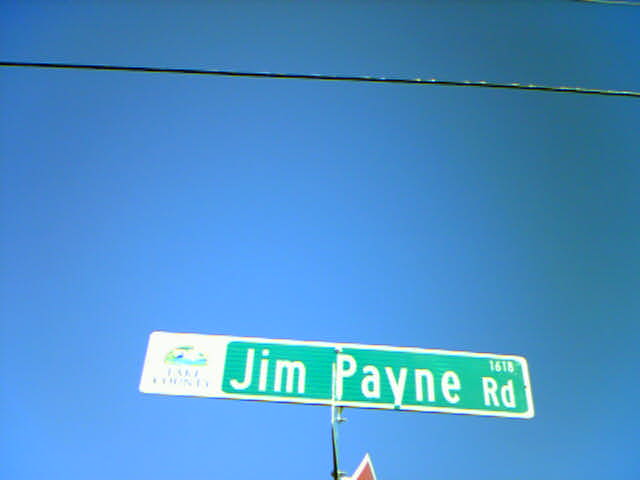 LAKE
COUNTY
Jim Payne Rd
1618